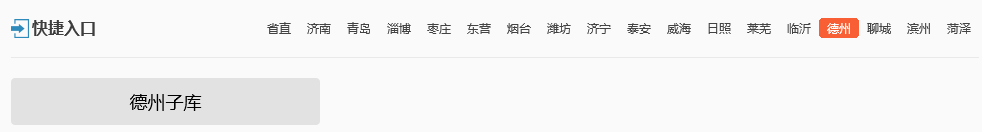 快捷入口 省直 济南 青岛 淄博 枣庄 东营 烟台 潍坊 济宁 泰安 威海 日照 莱芜 临沂 德州 聊城 滨州 菏泽
德州子库